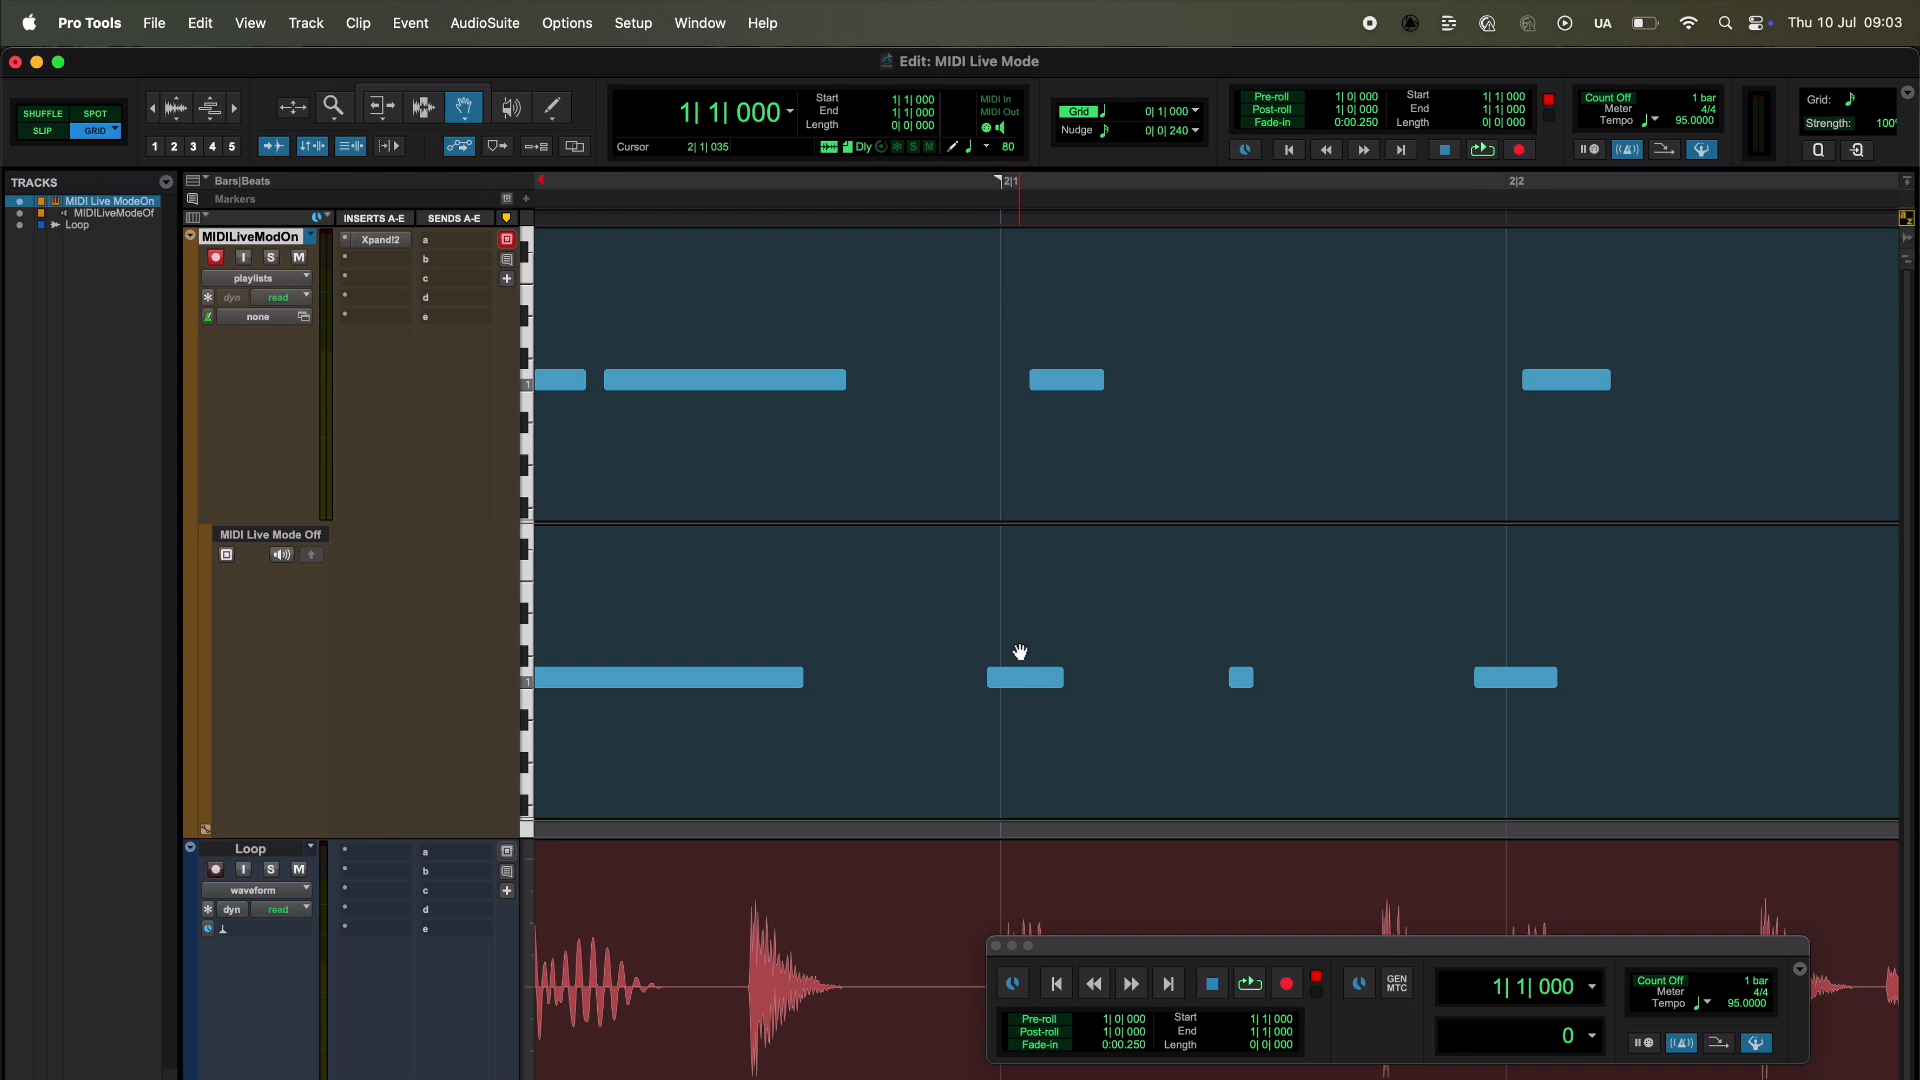 Pro Tools File Edit View Track Clip Event AudioSuite Options Setup Window Help UA Thu 10 Jul 09:03
Edit: MIDI Live Mode
SHUFFLE SPOT
SLIP GRID
1 2 3 4 5
1| 1| 000
Start 1| 1| 000
End 1| 1| 000
Length 0| 0| 000
MIDI In
MIDI Out
Cursor 2| 1| 035
Dly S M
80
Grid 0| 1| 000
Nudge 0| 0| 240
Pre-roll 1| 0| 000
Post-roll 1| 0| 000
Fade-in 0:00.250
Start 1| 1| 000
End 1| 1| 000
Length 0| 0| 000
Count Off 1 bar
Meter 4/4
Tempo 95.0000
Grid:
Strength: 100
Q
TRACKS
MIDI Live ModeOn
MIDILiveModeOf
Loop
Bars|Beats
2|1 2|2
Markers
INSERTS A-E SENDS A-E
MIDILiveModOn
Xpand!2 a
I S M b
playlists c
dyn read d
none e
1
MIDI Live Mode Off
1
Loop a
I S M b
waveform c
dyn read d
e
GEN
MTC
1| 1| 000
Count Off 1 bar
Meter 4/4
Tempo 95.0000
Pre-roll 1| 0| 000
Post-roll 1| 0| 000
Fade-in 0:00.250
Start 1| 1| 000
End 1| 1| 000
Length 0| 0| 000
0